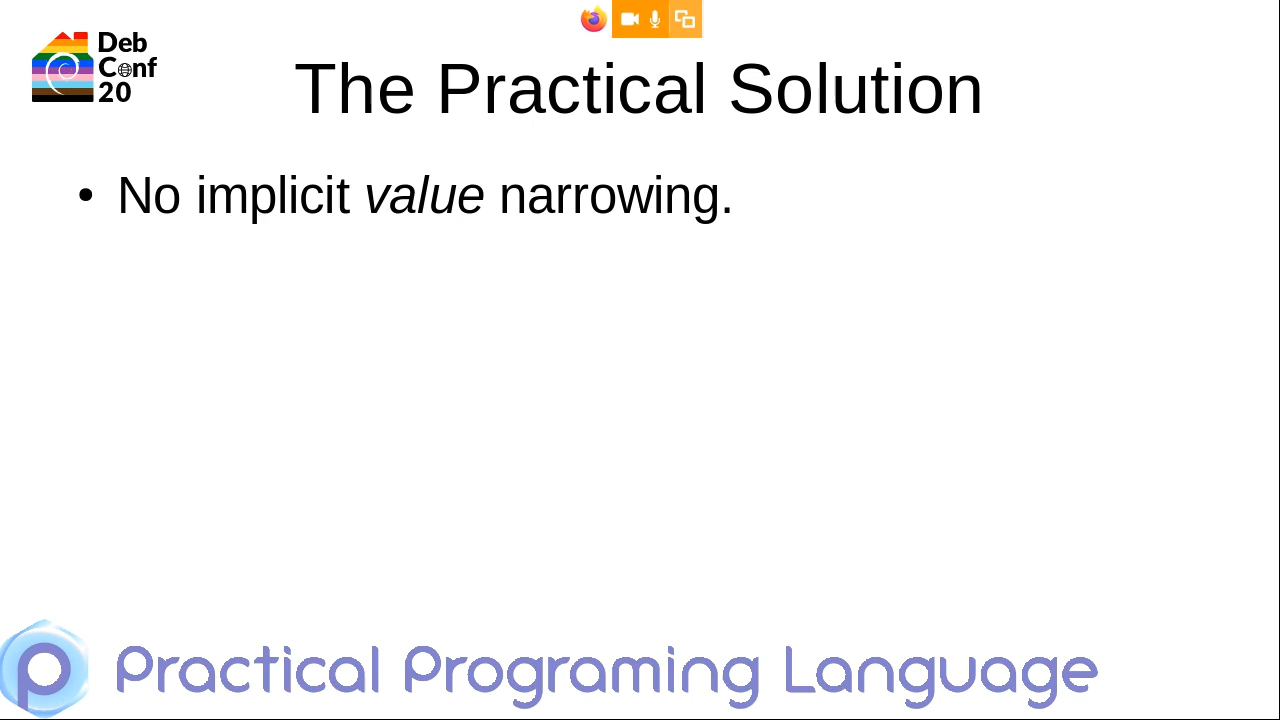 Deb
Conf
20
The Practical Solution
• No implicit value narrowing.
Practical Programing Language